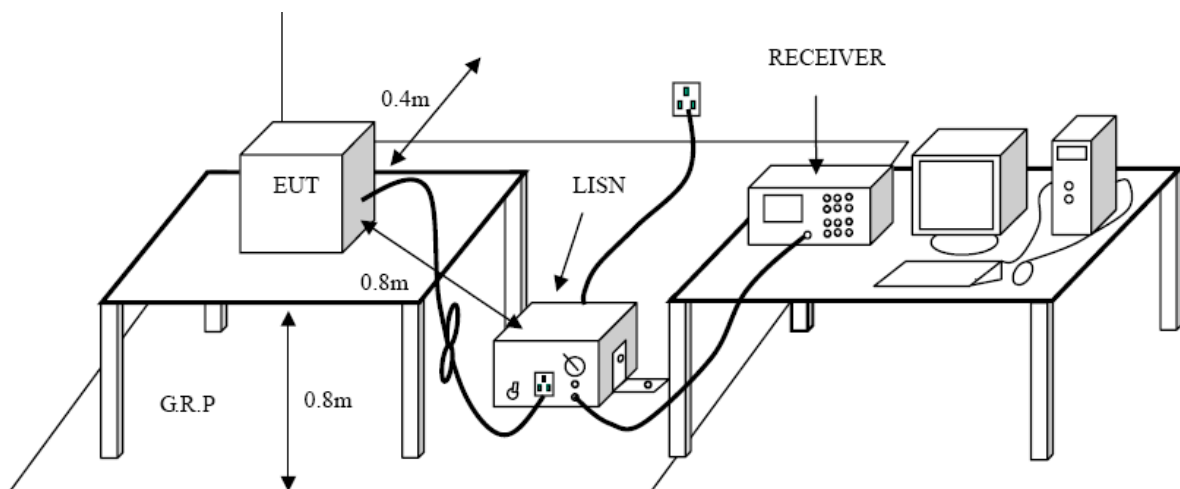 RECEIVER
0.4m
EUT
LISN
0.8m
G.R.P
0.8m